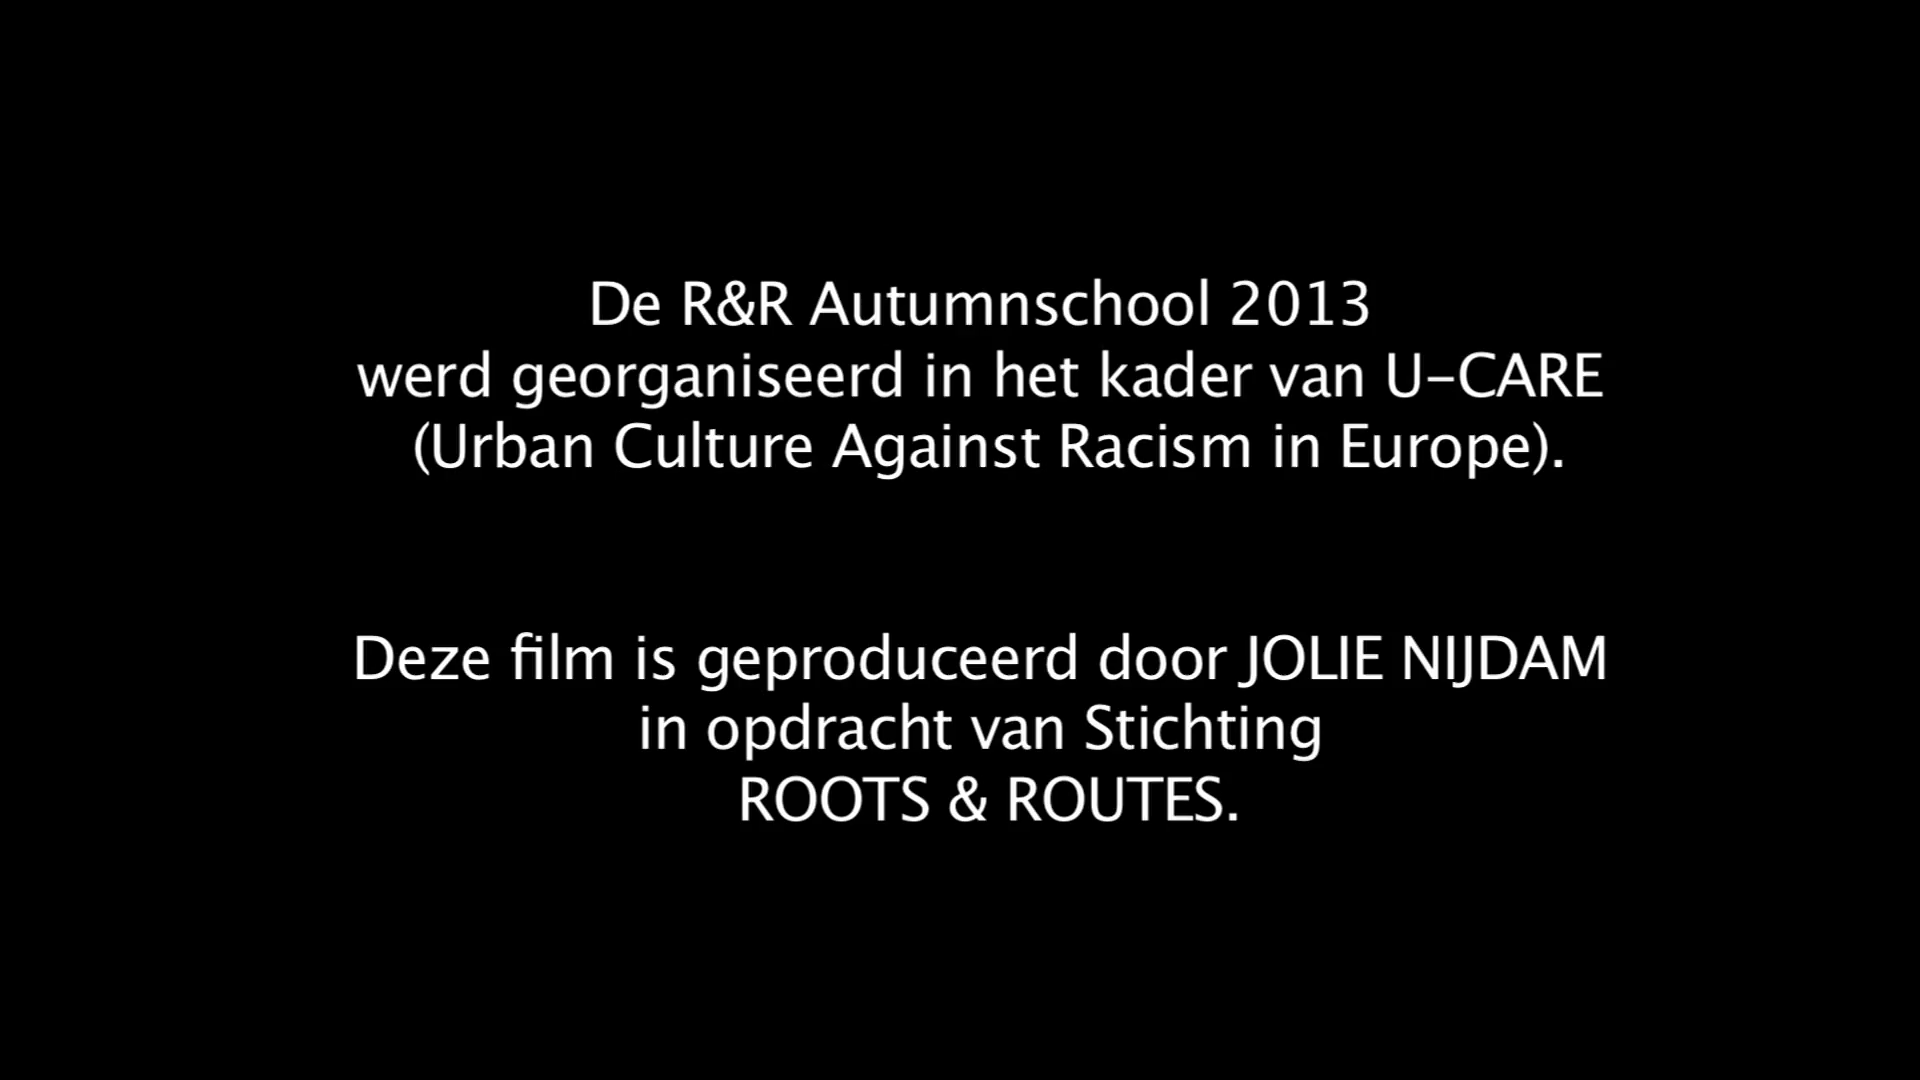 De R&R Autumnschool 2013
werd georganiseerd in het kader van U-CARE
(Urban Culture Against Racism in Europe).
Deze film is geproduceerd door JOLIE NIJDAM
in opdracht van Stichting
ROOTS & ROUTES.